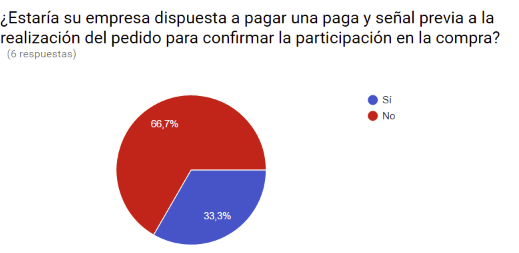 ¿Estaría su empresa dispuesta a pagar una paga y señal previa a la
realización del pedido para confirmar la participación en la compra?
(6 respuestas)
Sí
No
66,7%
33,3%